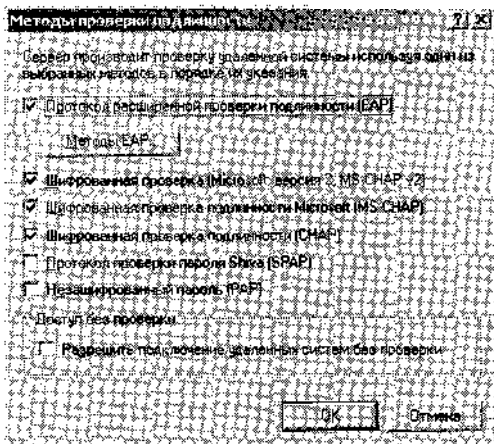 Методы проверки подлинности
Сервер производит проверку удаленной системы используя один из
выбранных методов в порядке их указания
Протокол расширенной проверки подлинности (EAP)
Методы EAP...
Шифрованная проверка (Microsoft, версия 2, MS-CHAP v2)
Шифрованная проверка подлинности Microsoft (MS-CHAP)
Шифрованная проверка подлинности (CHAP)
Протокол проверки пароля Shiva (SPAP)
Незашифрованный пароль (PAP)
Доступ без проверки
Разрешить подключение удаленных систем без проверки
OK Отмена